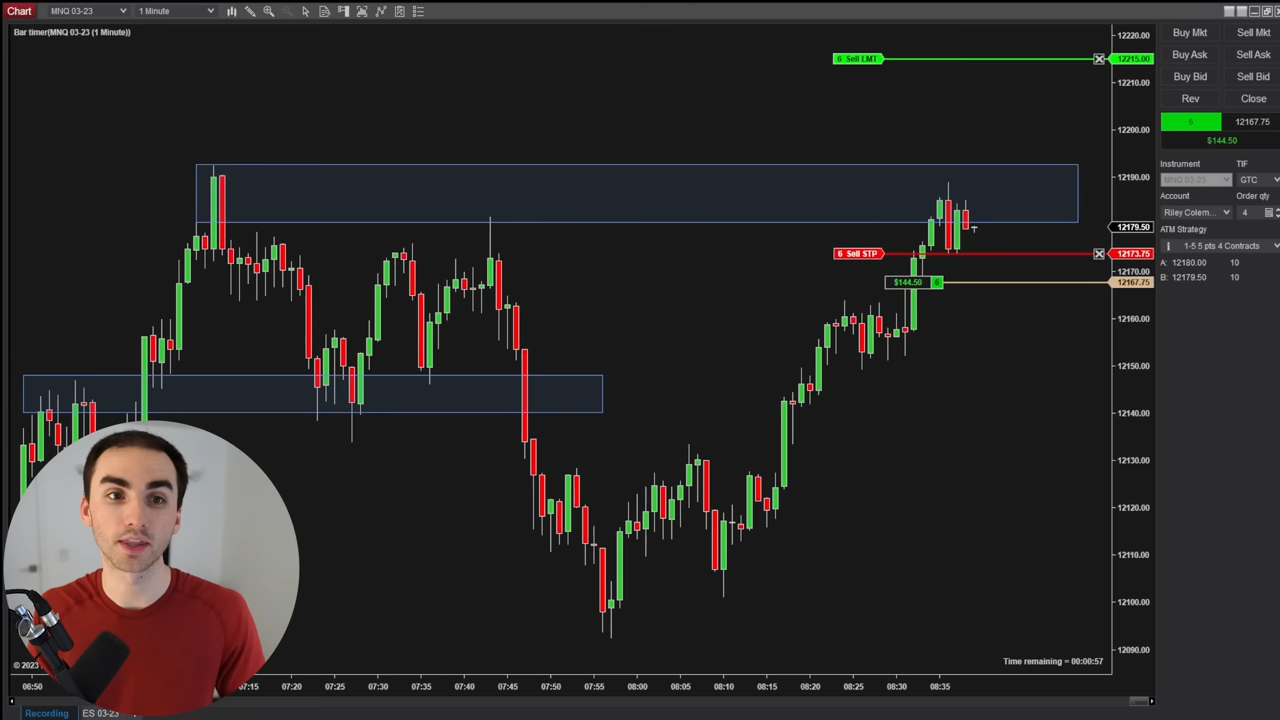 Chart MNQ 03-23 1 Minute
Bar timer(MNQ 03-23 (1 Minute))
12220.00
6 Sell LMT
12215.00
12210.00
12200.00
12190.00
12179.50
6 Sell STP
12173.75
12170.00
$144.50
12167.75
12160.00
12150.00
12140.00
12130.00
12120.00
12110.00
12100.00
12090.00
Time remaining = 00:00:57
© 2023
06:50 07:15 07:20 07:25 07:30 07:35 07:40 07:45 07:50 07:55 08:00 08:05 08:10 08:15 08:20 08:25 08:30 08:35
Recording ES 03-23
Buy Mkt Sell Mkt
Buy Ask Sell Ask
Buy Bid Sell Bid
Rev Close
12167.75
$144.50
Instrument TIF
MNQ 03-23 GTC
Account Order qty
Riley Colem... 4
ATM Strategy
1-5 5 pts 4 Contracts
A: 12180.00 10
B: 12179.50 10